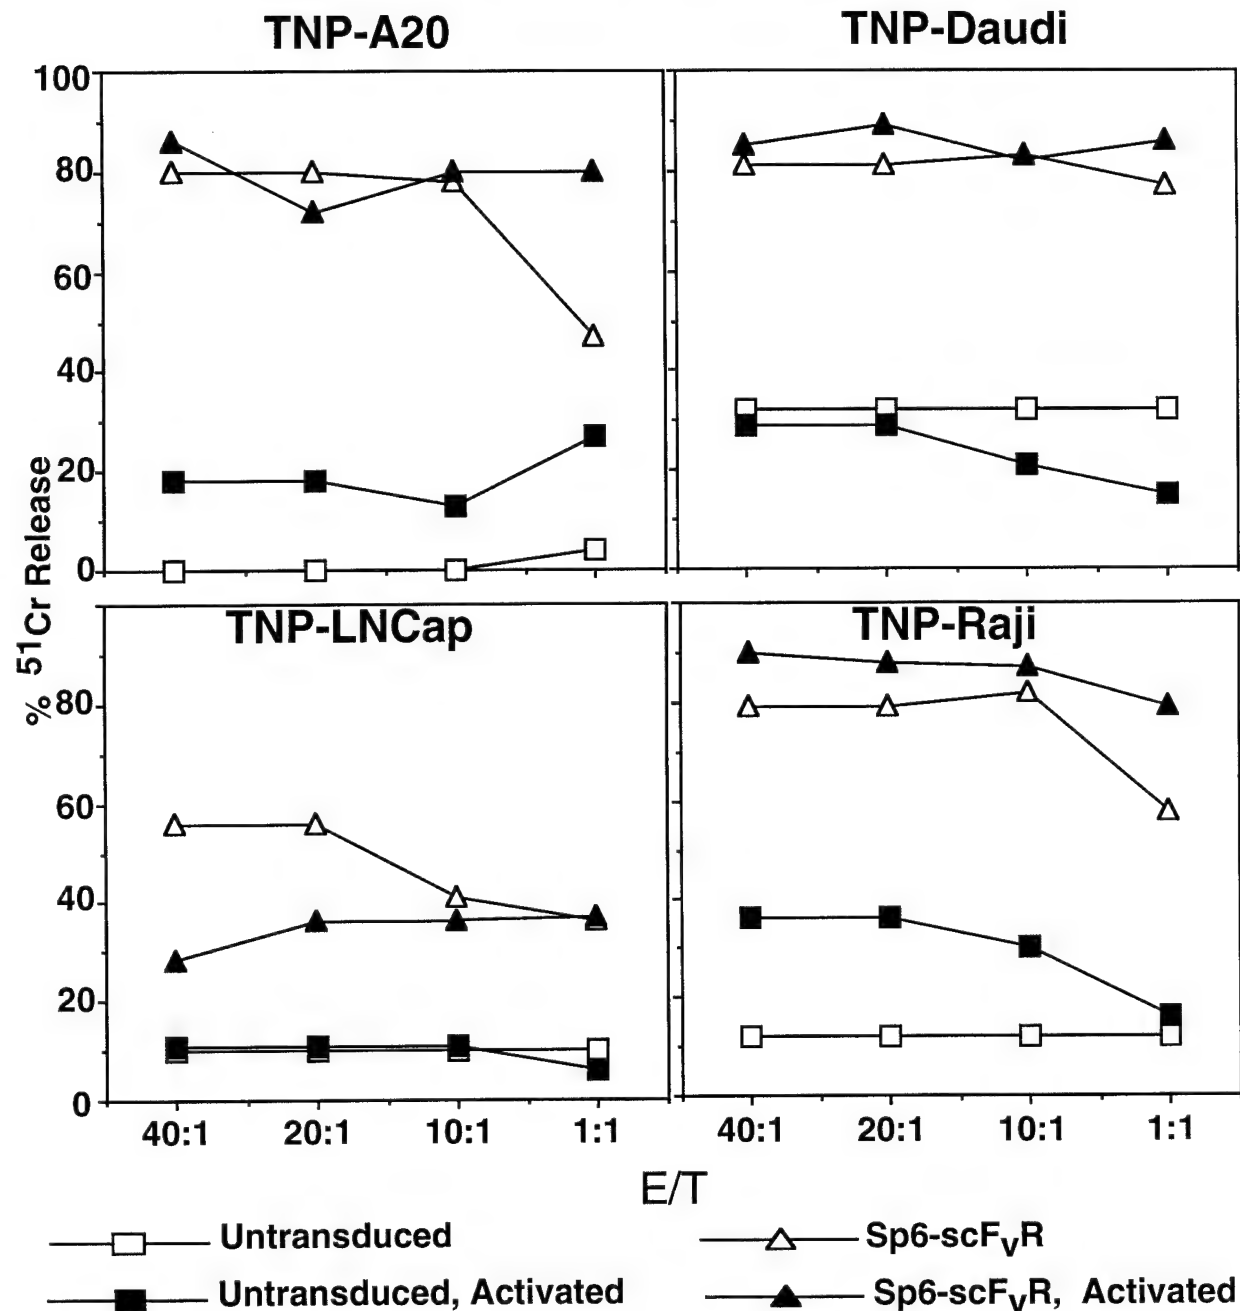 TNP-A20
TNP-Daudi
100
80
60
40
20
0
TNP-LNCap
TNP-Raji
80
60
40
20
0
% ⁵¹Cr Release
40:1 20:1 10:1 1:1
40:1 20:1 10:1 1:1
E/T
Untransduced
Sp6-scFᵥR
Untransduced, Activated
Sp6-scFᵥR, Activated